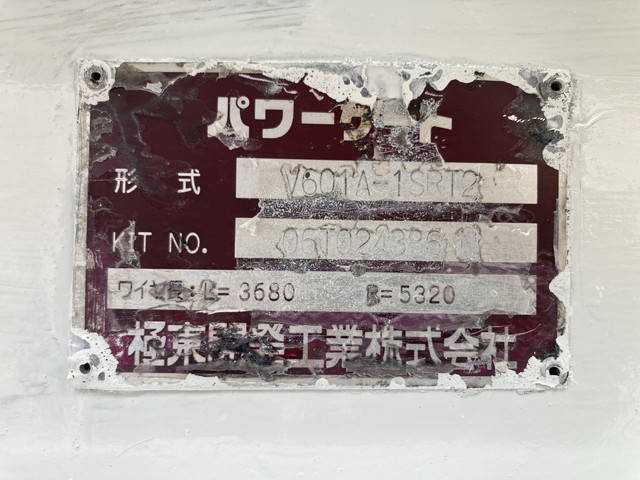 パワーゲート
形 式 V601A-1SRT2
KIT NO.
ワイヤ長:L= 3680 R= 5320
極東開発工業株式会社